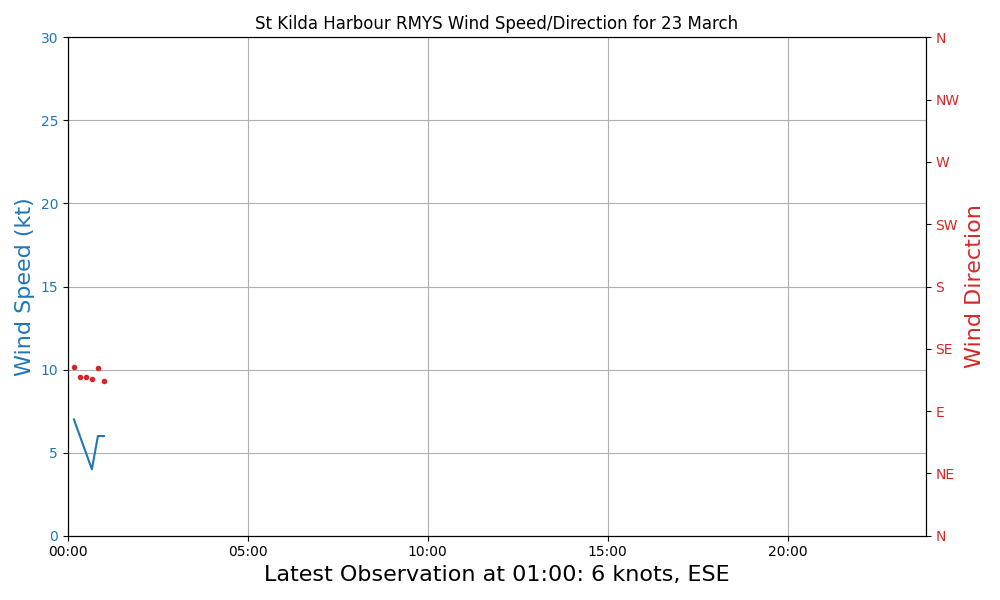 St Kilda Harbour RMYS Wind Speed/Direction for 23 March
Wind Speed (kt)
30
25
20
15
10
5
0
00:00 05:00 10:00 15:00 20:00
N
NW
W
SW
S
SE
E
NE
N
Wind Direction
Latest Observation at 01:00: 6 knots, ESE